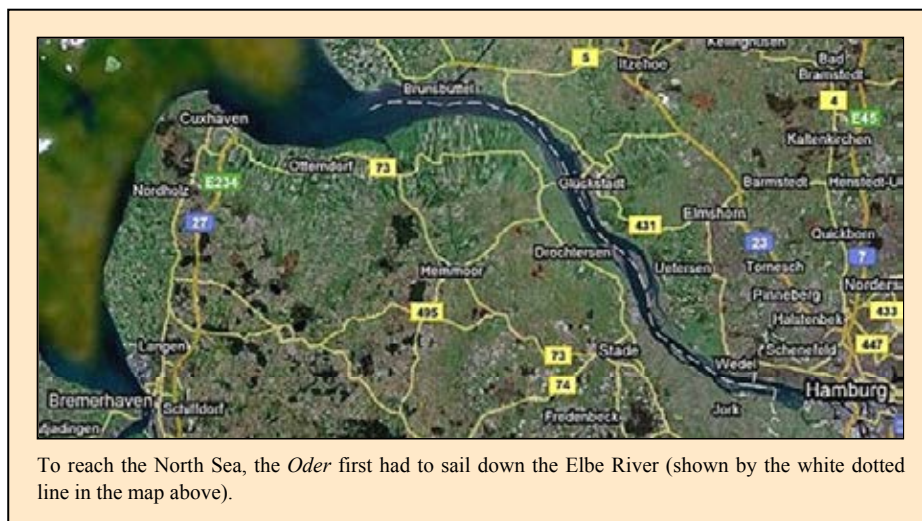 5
Kellinghusen
Itzehoe
Bad
Bramstedt
Brunsbüttel
4
E45
Cuxhaven
Kaltenkirchen
Otterndorf
73
Glückstadt
Barmstedt
Henstedt-U
Nordholz
E234
27
431
Elmshorn
Quickborn
Drochtersen
23
7
Hemmoor
Uetersen
Tornesch
Norders
Pinneberg
495
Halstenbek
433
Langen
73
Stade
Schenefeld
447
Wedel
74
Hamburg
Bremerhaven
Schiffdorf
Jork
Fredenbeck
To reach the North Sea, the Oder first had to sail down the Elbe River (shown by the white dotted
line in the map above).